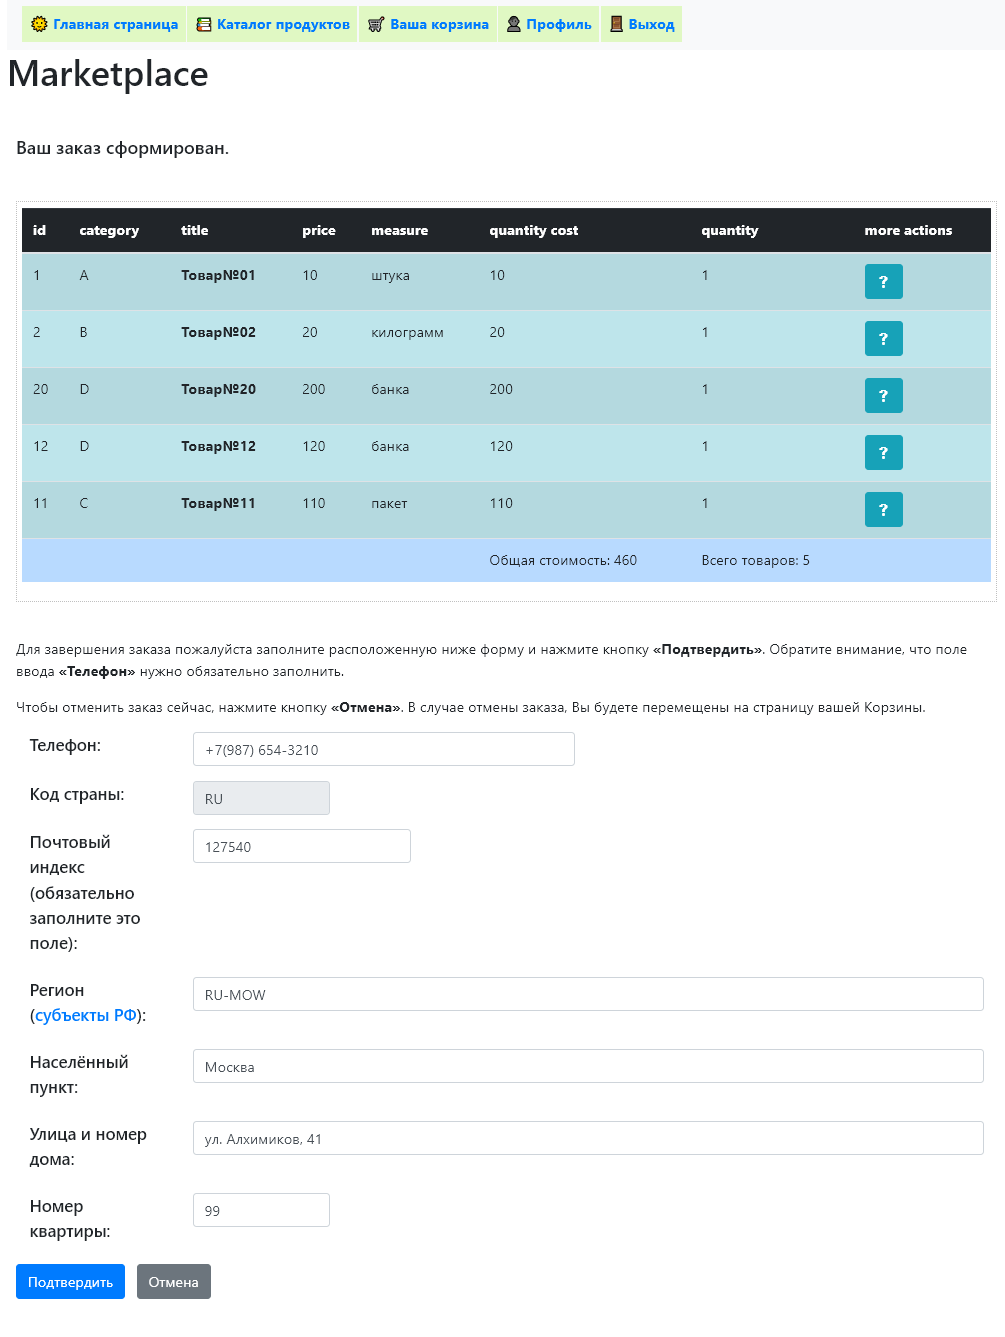 Главная страница Каталог продуктов Ваша корзина Профиль Выход
Marketplace
Ваш заказ сформирован.
id category title price measure quantity cost quantity more actions
1 A Товар№01 10 штука 10 1 ?
2 B Товар№02 20 килограмм 20 1 ?
20 D Товар№20 200 банка 200 1 ?
12 D Товар№12 120 банка 120 1 ?
11 C Товар№11 110 пакет 110 1 ?
Общая стоимость: 460 Всего товаров: 5
Для завершения заказа пожалуйста заполните расположенную ниже форму и нажмите кнопку «Подтвердить». Обратите внимание, что поле
ввода «Телефон» нужно обязательно заполнить.
Чтобы отменить заказ сейчас, нажмите кнопку «Отмена». В случае отмены заказа, Вы будете перемещены на страницу вашей Корзины.
Телефон: +7(987) 654-3210
Код страны: RU
Почтовый 127540
индекс
(обязательно
заполните это
поле):
Регион RU-MOW
(субъекты РФ):
Населённый Москва
пункт:
Улица и номер ул. Алхимиков, 41
дома:
Номер 99
квартиры:
Подтвердить Отмена